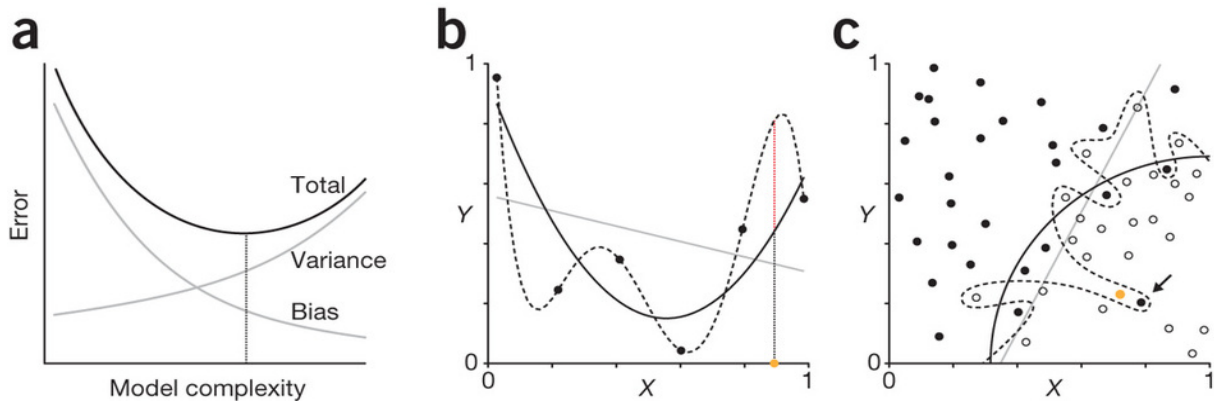 a
Error
Total
Variance
Bias
Model complexity
b
1
Y
0
0
X
1
c
1
Y
0
0
X
1